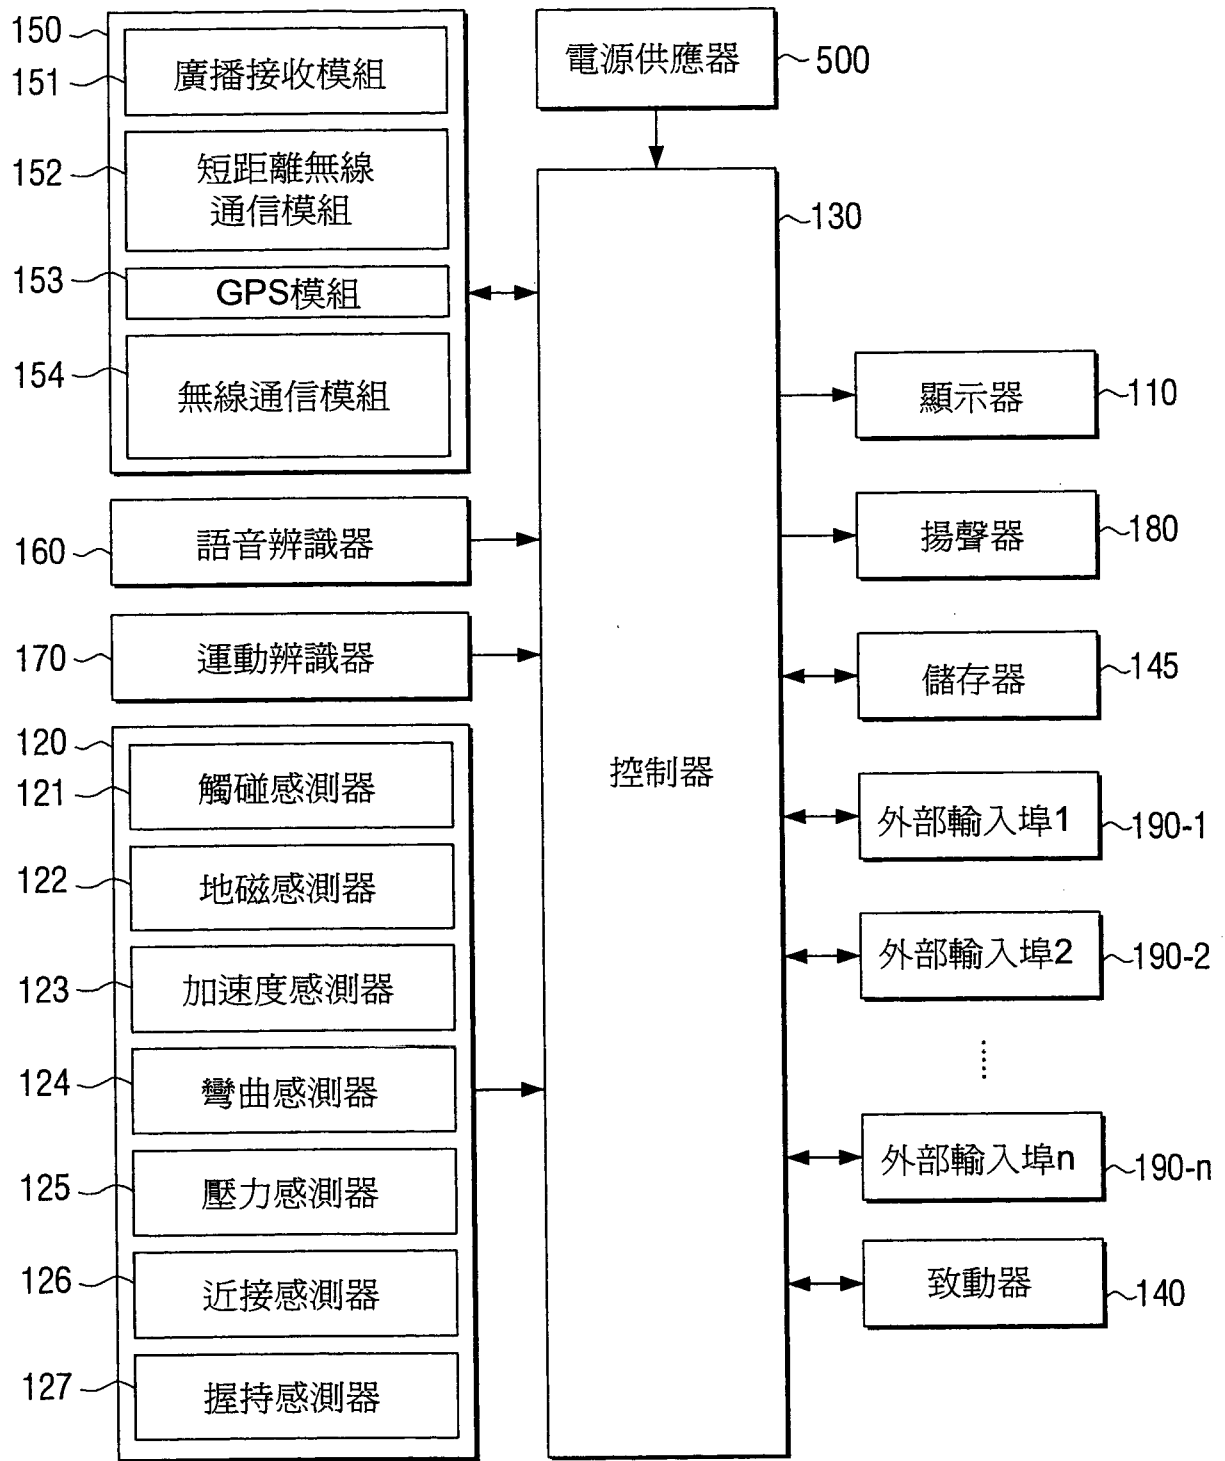 150
151
廣播接收模組
152
短距離無線
通信模組
153
GPS模組
154
無線通信模組
電源供應器
500
130
控制器
160
語音辨識器
170
運動辨識器
120
121
觸碰感測器
122
地磁感測器
123
加速度感測器
124
彎曲感測器
125
壓力感測器
126
近接感測器
127
握持感測器
顯示器
110
揚聲器
180
儲存器
145
外部輸入埠1
190-1
外部輸入埠2
190-2
外部輸入埠n
190-n
致動器
140